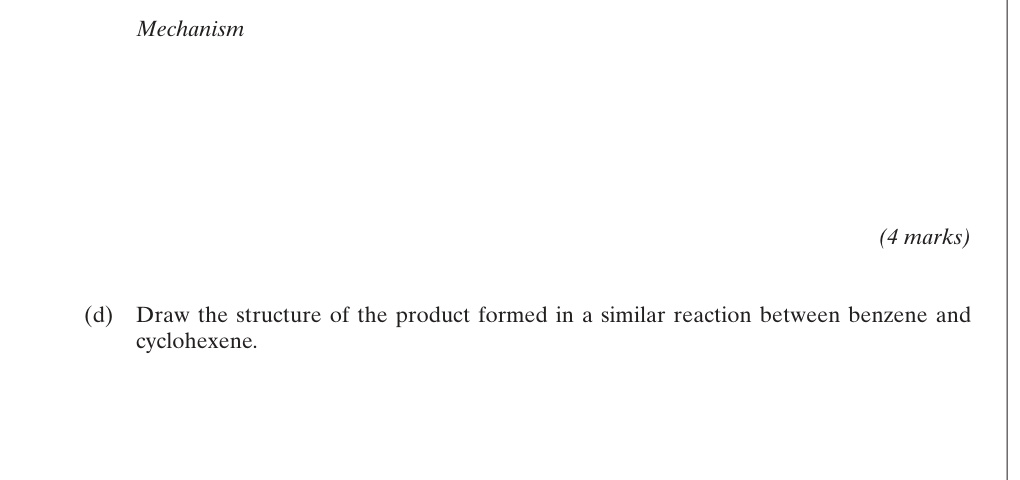 Mechanism
(4 marks)
(d) Draw the structure of the product formed in a similar reaction between benzene and
cyclohexene.